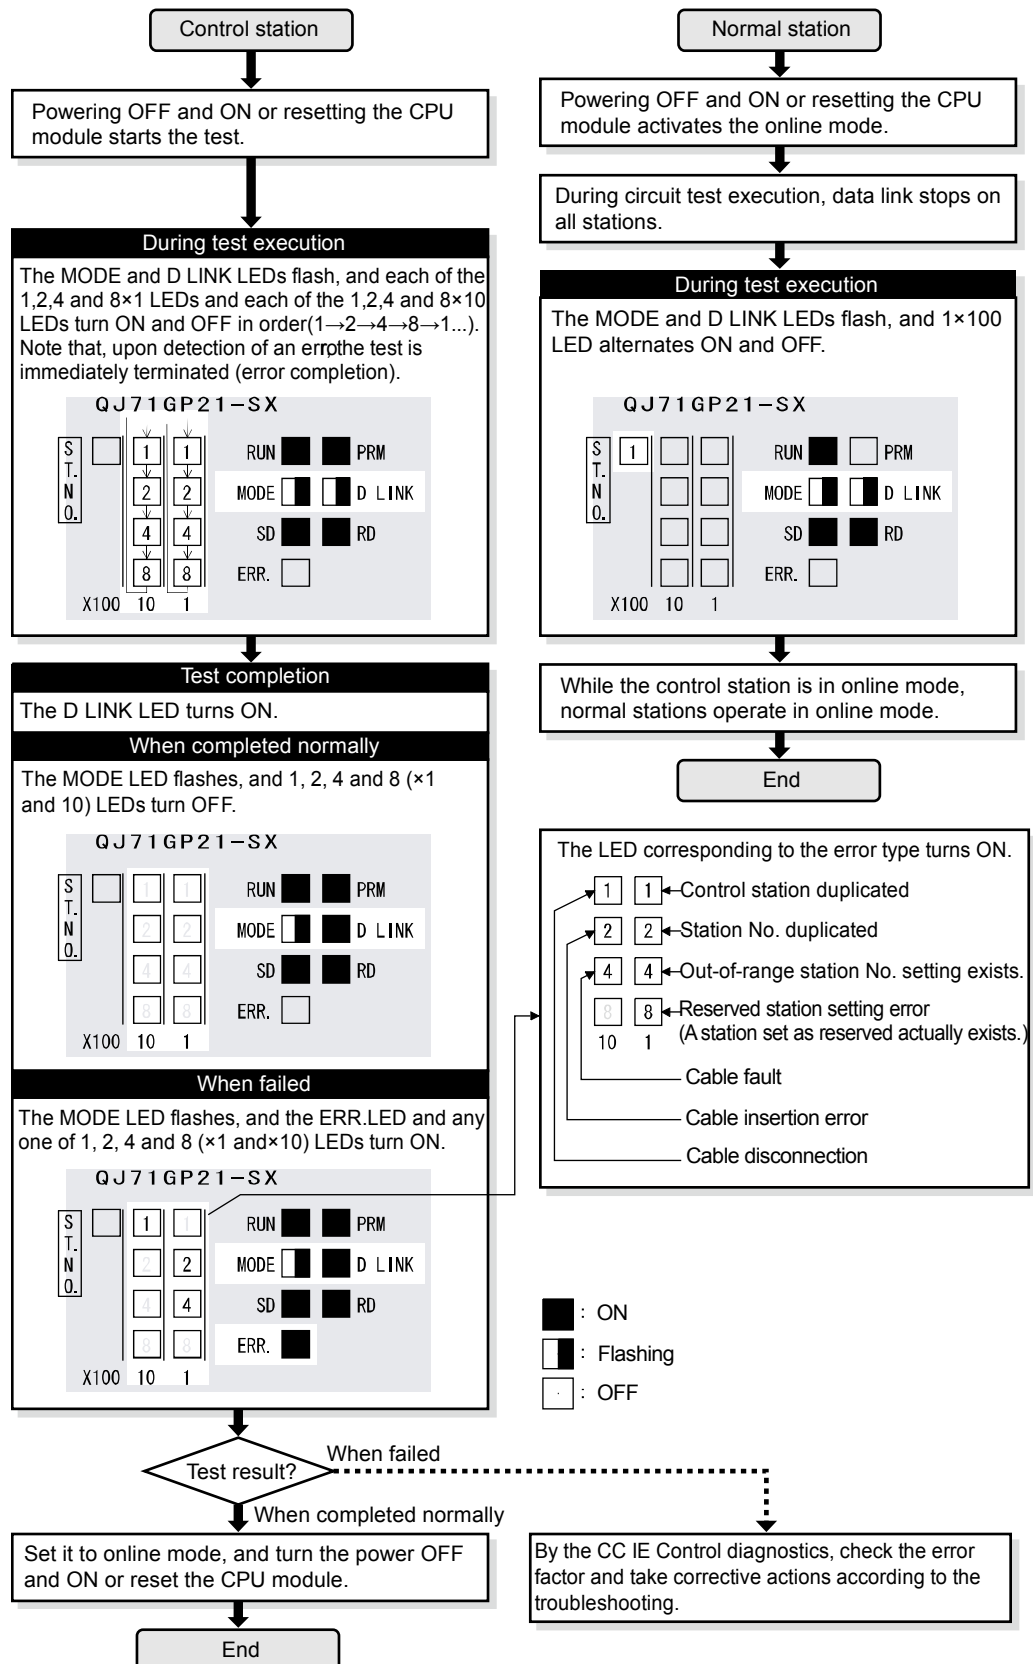 Control station
Powering OFF and ON or resetting the CPU
module starts the test.
During test execution
The MODE and D LINK LEDs flash, and each of the
1,2,4 and 8×1 LEDs and each of the 1,2,4 and 8×10
LEDs turn ON and OFF in order(1→2→4→8→1...).
Note that, upon detection of an error, the test is
immediately terminated (error completion).
QJ71GP21-SX
ST.NO.
1 1
2 2
4 4
8 8
X100 10 1
RUN PRM
MODE D LINK
SD RD
ERR.
Test completion
The D LINK LED turns ON.
When completed normally
The MODE LED flashes, and 1, 2, 4 and 8 (×1
and 10) LEDs turn OFF.
QJ71GP21-SX
ST.NO.
1 1
2 2
4 4
8 8
X100 10 1
RUN PRM
MODE D LINK
SD RD
ERR.
When failed
The MODE LED flashes, and the ERR.LED and any
one of 1, 2, 4 and 8 (×1 and×10) LEDs turn ON.
QJ71GP21-SX
ST.NO.
1 1
2 2
4 4
8 8
X100 10 1
RUN PRM
MODE D LINK
SD RD
ERR.
Test result?
When failed
When completed normally
Set it to online mode, and turn the power OFF
and ON or reset the CPU module.
End
Normal station
Powering OFF and ON or resetting the CPU
module activates the online mode.
During circuit test execution, data link stops on
all stations.
During test execution
The MODE and D LINK LEDs flash, and 1×100
LED alternates ON and OFF.
QJ71GP21-SX
ST.NO.
1
X100 10 1
RUN PRM
MODE D LINK
SD RD
ERR.
While the control station is in online mode,
normal stations operate in online mode.
End
The LED corresponding to the error type turns ON.
1 1 Control station duplicated
2 2 Station No. duplicated
4 4 Out-of-range station No. setting exists.
8 8 Reserved station setting error
(A station set as reserved actually exists.)
10 1
Cable fault
Cable insertion error
Cable disconnection
: ON
: Flashing
: OFF
By the CC IE Control diagnostics, check the error
factor and take corrective actions according to the
troubleshooting.